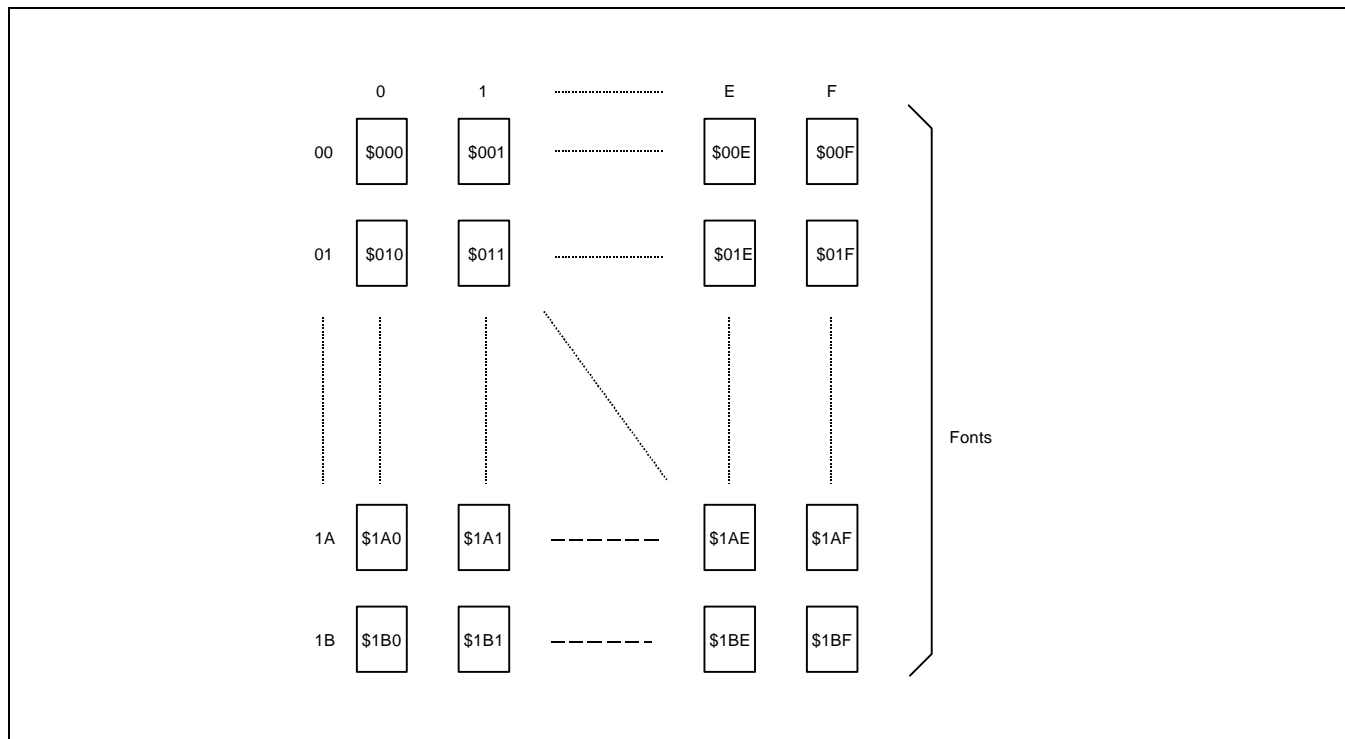 0 1 E F
00 $000 $001 $00E $00F
01 $010 $011 $01E $01F
Fonts
1A $1A0 $1A1 $1AE $1AF
1B $1B0 $1B1 $1BE $1BF